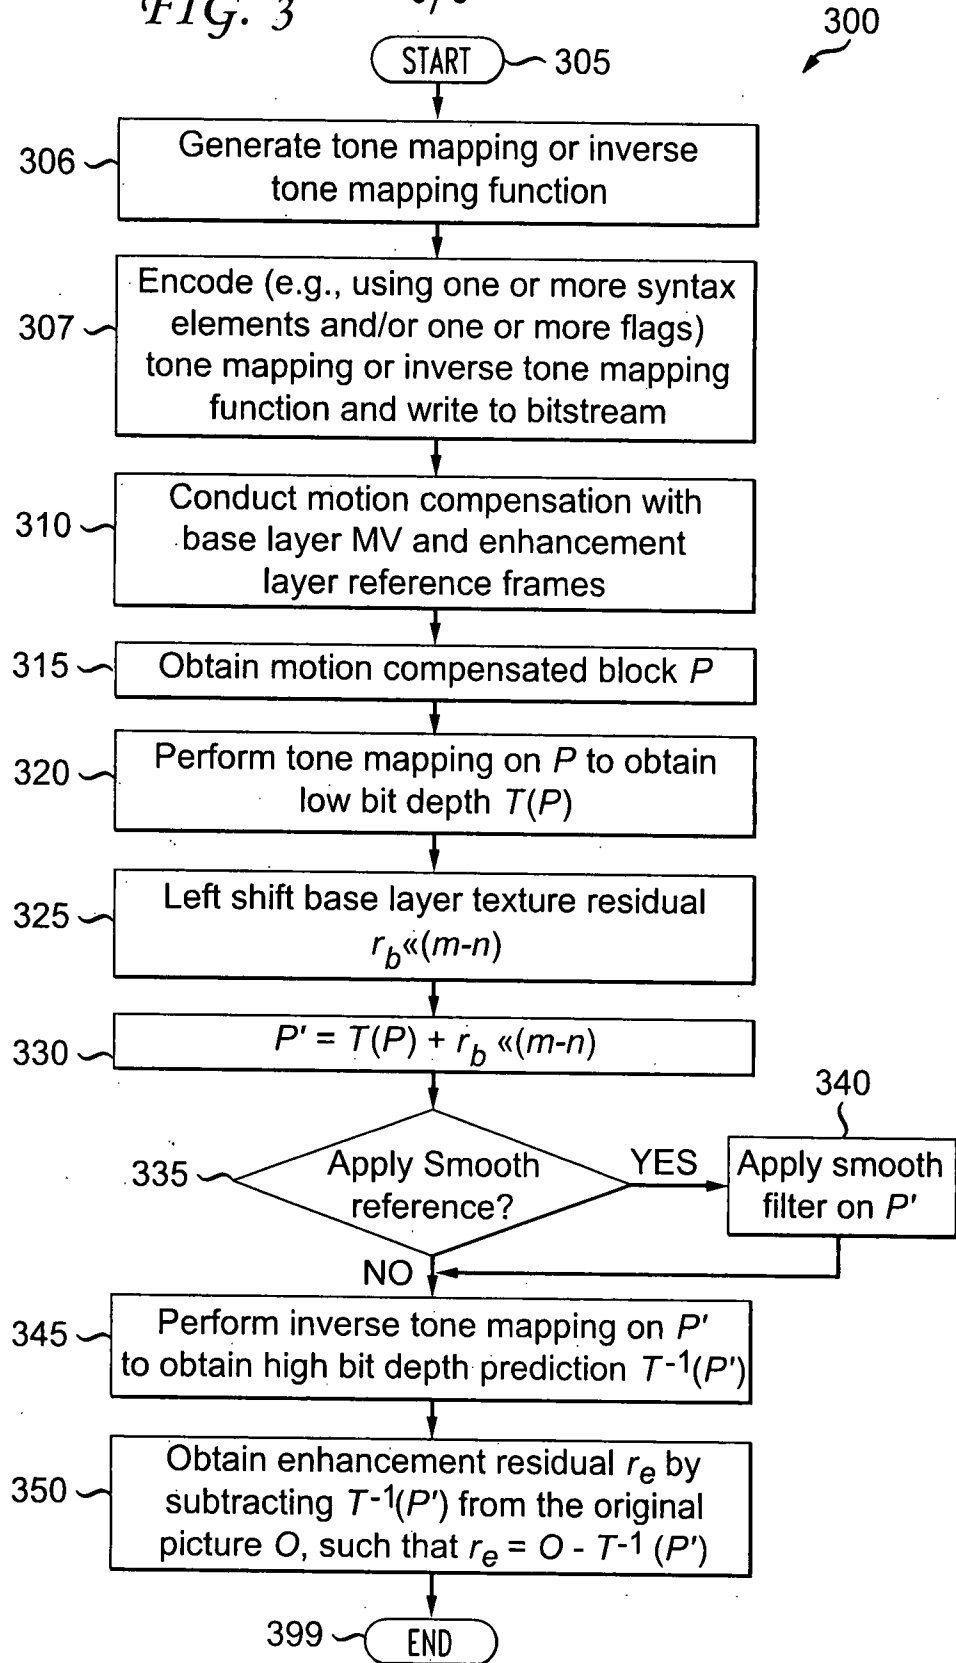 FIG. 3
300
START
305
306
Generate tone mapping or inverse
tone mapping function
307
Encode (e.g., using one or more syntax
elements and/or one or more flags)
tone mapping or inverse tone mapping
function and write to bitstream
310
Conduct motion compensation with
base layer MV and enhancement
layer reference frames
315
Obtain motion compensated block P
320
Perform tone mapping on P to obtain
low bit depth T(P)
325
Left shift base layer texture residual
r_b«(m-n)
330
P' = T(P) + r_b «(m-n)
335
Apply Smooth
reference?
YES
340
Apply smooth
filter on P'
NO
345
Perform inverse tone mapping on P'
to obtain high bit depth prediction T-1(P')
350
Obtain enhancement residual r_e by
subtracting T-1(P') from the original
picture O, such that r_e = O - T-1 (P')
399
END